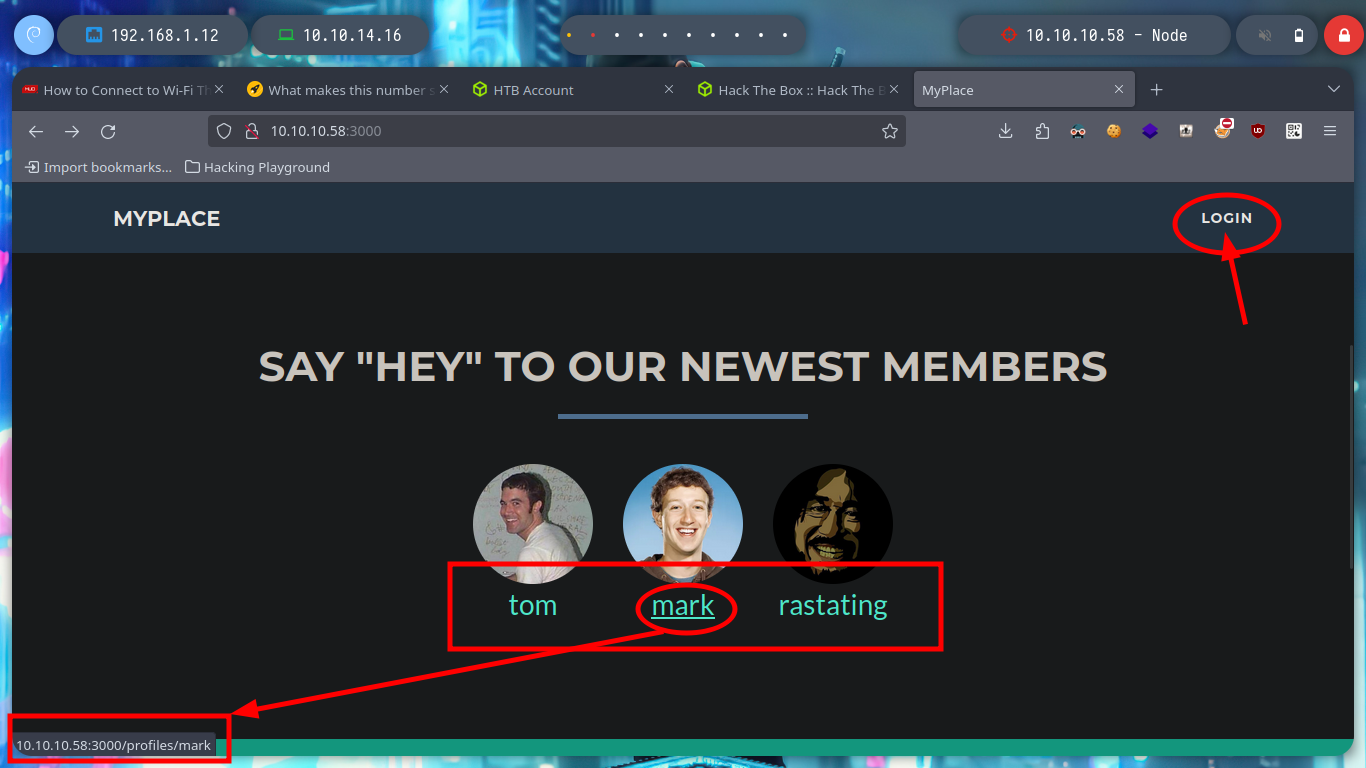 192.168.1.12
10.10.14.16
10.10.10.58 - Node
How to Connect to Wi-Fi Th
What makes this number s
HTB Account
Hack The Box :: Hack The B
MyPlace
10.10.10.58:3000
Import bookmarks...
Hacking Playground
MYPLACE
LOGIN
SAY "HEY" TO OUR NEWEST MEMBERS
tom
mark
rastating
10.10.10.58:3000/profiles/mark